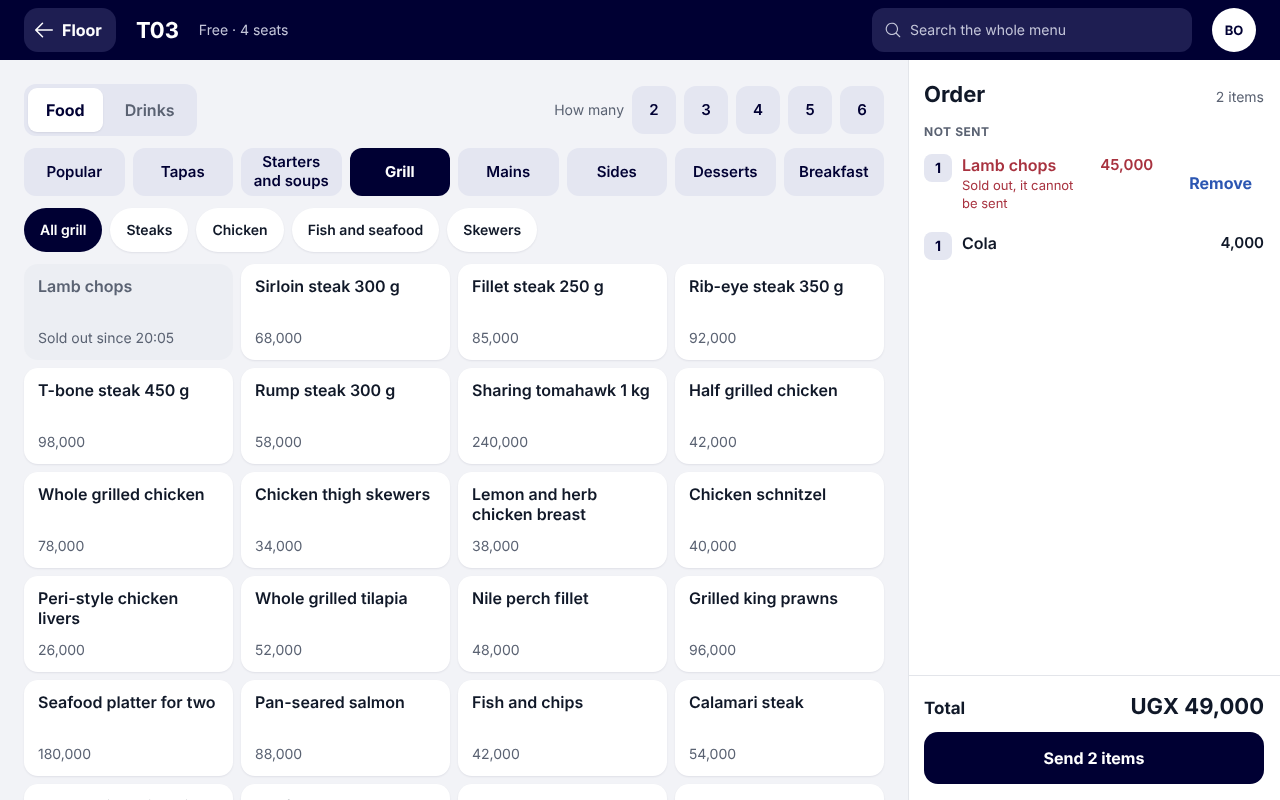 Floor
T03
Free · 4 seats
Search the whole menu
BO
Food
Drinks
How many
2
3
4
5
6
Popular
Tapas
Starters
and soups
Grill
Mains
Sides
Desserts
Breakfast
All grill
Steaks
Chicken
Fish and seafood
Skewers
Lamb chops
Sold out since 20:05
Sirloin steak 300 g
68,000
Fillet steak 250 g
85,000
Rib-eye steak 350 g
92,000
T-bone steak 450 g
98,000
Rump steak 300 g
58,000
Sharing tomahawk 1 kg
240,000
Half grilled chicken
42,000
Whole grilled chicken
78,000
Chicken thigh skewers
34,000
Lemon and herb
chicken breast
38,000
Chicken schnitzel
40,000
Peri-style chicken
livers
26,000
Whole grilled tilapia
52,000
Nile perch fillet
48,000
Grilled king prawns
96,000
Seafood platter for two
180,000
Pan-seared salmon
88,000
Fish and chips
42,000
Calamari steak
54,000
Order
2 items
NOT SENT
1
Lamb chops
45,000
Sold out, it cannot
be sent
Remove
1
Cola
4,000
Total
UGX 49,000
Send 2 items